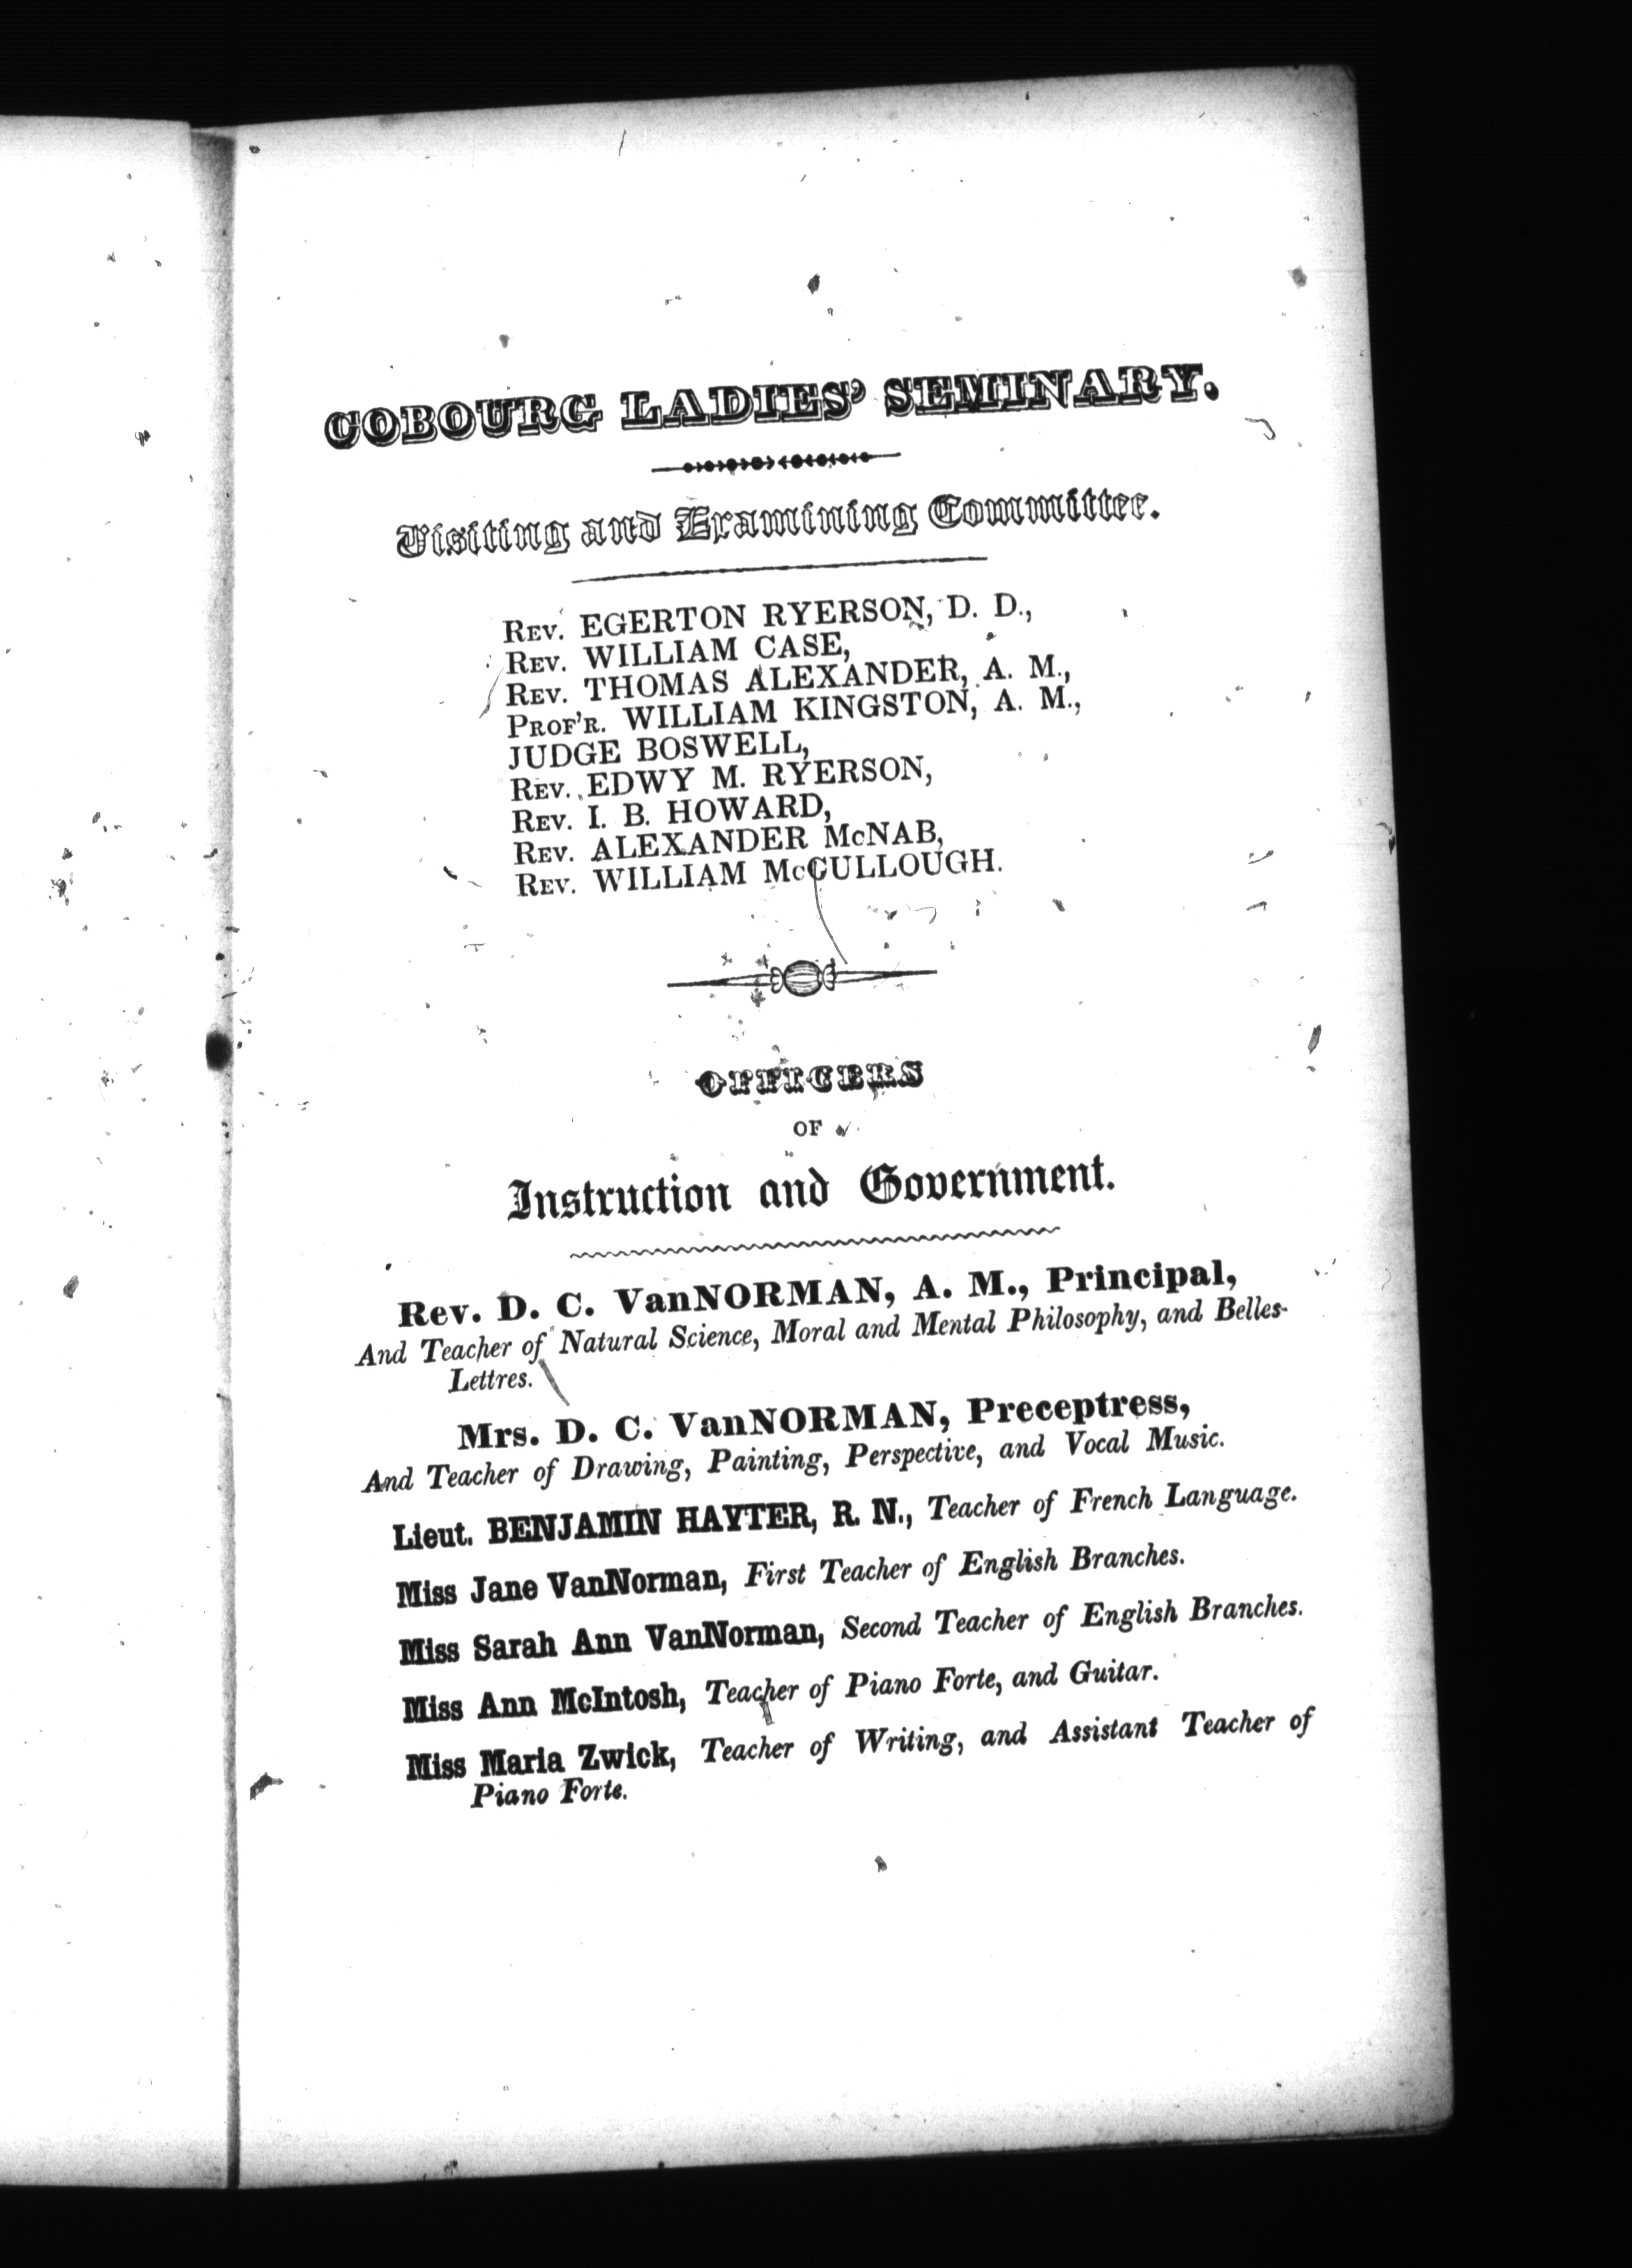 COBOURG LADIES' SEMINARY.
Visiting and Examining Committee.
REV. EGERTON RYERSON, D. D.,
REV. WILLIAM CASE,
REV. THOMAS ALEXANDER, A. M.,
PROF'R. WILLIAM KINGSTON, A. M.,
JUDGE BOSWELL,
REV. EDWY M. RYERSON,
REV. I. B. HOWARD,
REV. ALEXANDER McNAB,
REV. WILLIAM McCULLOUGH.
OFFICERS
OF
Instruction and Government.
Rev. D. C. VanNORMAN, A. M., Principal,
And Teacher of Natural Science, Moral and Mental Philosophy, and Belles-
Lettres.
Mrs. D. C. VanNORMAN, Preceptress,
And Teacher of Drawing, Painting, Perspective, and Vocal Music.
Lieut. BENJAMIN HAYTER, R. N., Teacher of French Language.
Miss Jane VanNorman, First Teacher of English Branches.
Miss Sarah Ann VanNorman, Second Teacher of English Branches.
Miss Ann McIntosh, Teacher of Piano Forte, and Guitar.
Miss Maria Zwick, Teacher of Writing, and Assistant Teacher of
Piano Forte.